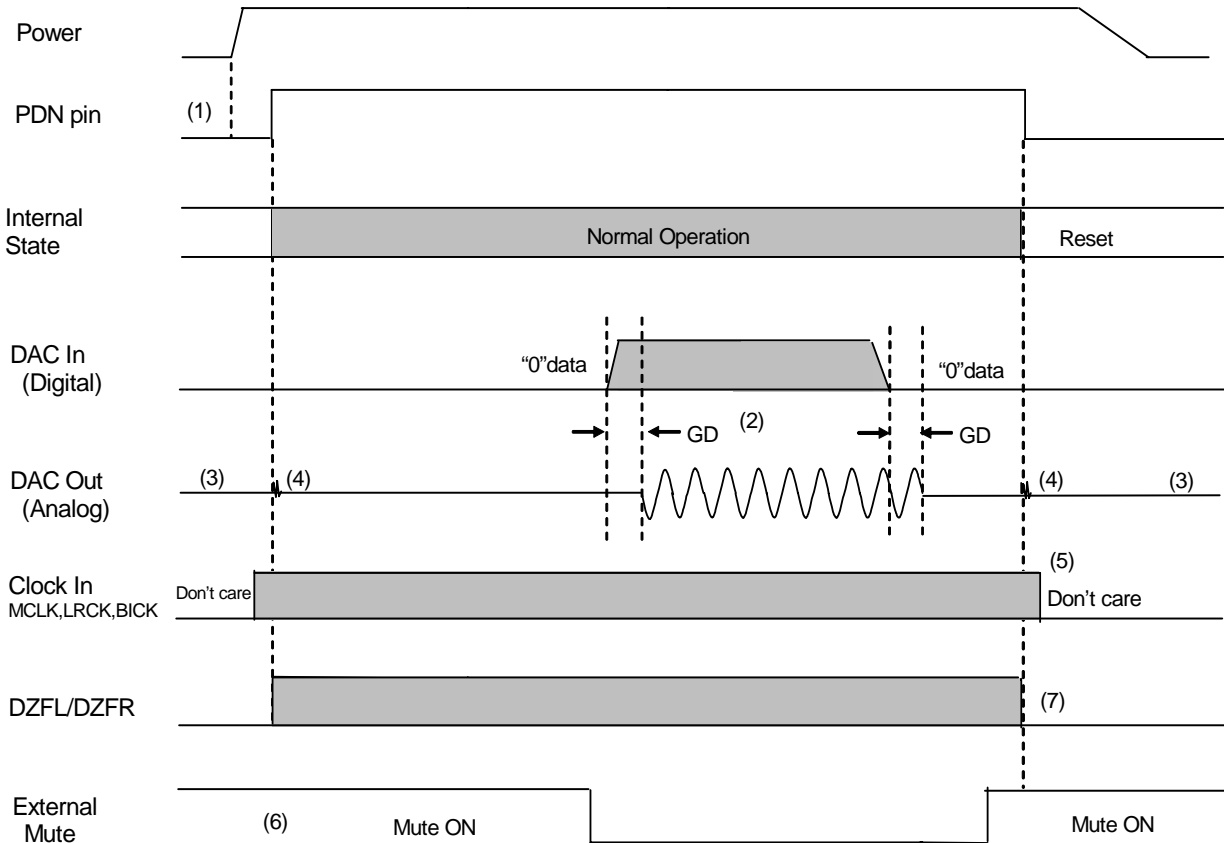 Power
PDN pin
(1)
Internal
State
Normal Operation
Reset
DAC In
(Digital)
“0”data
“0”data
(2)
GD
GD
DAC Out
(Analog)
(3)
(4)
(4)
(3)
Clock In
MCLK,LRCK,BICK
Don’t care
(5)
Don’t care
DZFL/DZFR
(7)
External
Mute
(6)
Mute ON
Mute ON